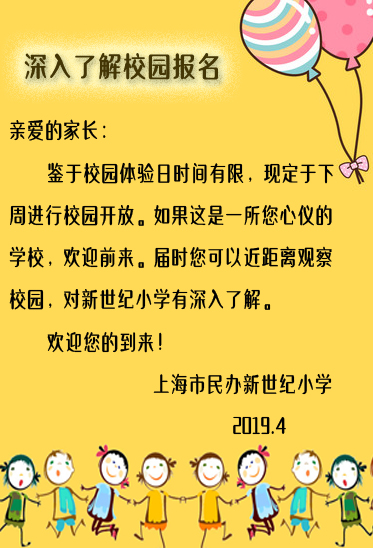 深入了解校园报名
亲爱的家长：
鉴于校园体验日时间有限，现定于下
周进行校园开放。如果这是一所您心仪的
学校，欢迎前来。届时您可以近距离观察
校园，对新世纪小学有深入了解。
欢迎您的到来！
上海市民办新世纪小学
2019.4